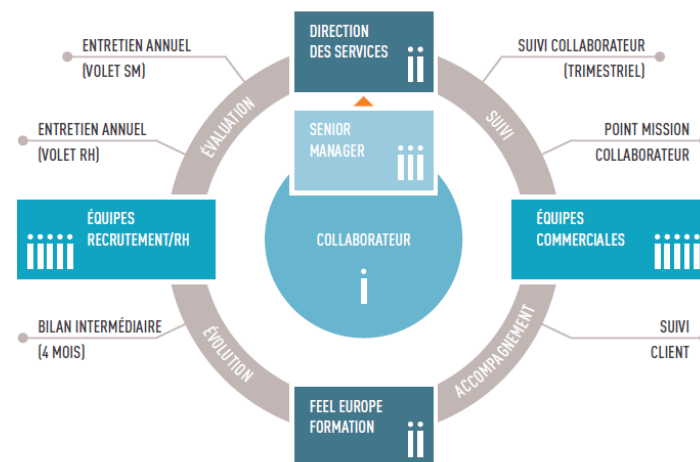 DIRECTION
DES SERVICES
ENTRETIEN ANNUEL
(VOLET SM)
SUIVI COLLABORATEUR
(TRIMESTRIEL)
ÉVALUATION
SUIVI
SENIOR
MANAGER
ENTRETIEN ANNUEL
(VOLET RH)
POINT MISSION
COLLABORATEUR
ÉQUIPES
RECRUTEMENT/RH
COLLABORATEUR
ÉQUIPES
COMMERCIALES
BILAN INTERMÉDIAIRE
(4 MOIS)
SUIVI
CLIENT
ÉVOLUTION
ACCOMPAGNEMENT
FEEL EUROPE
FORMATION